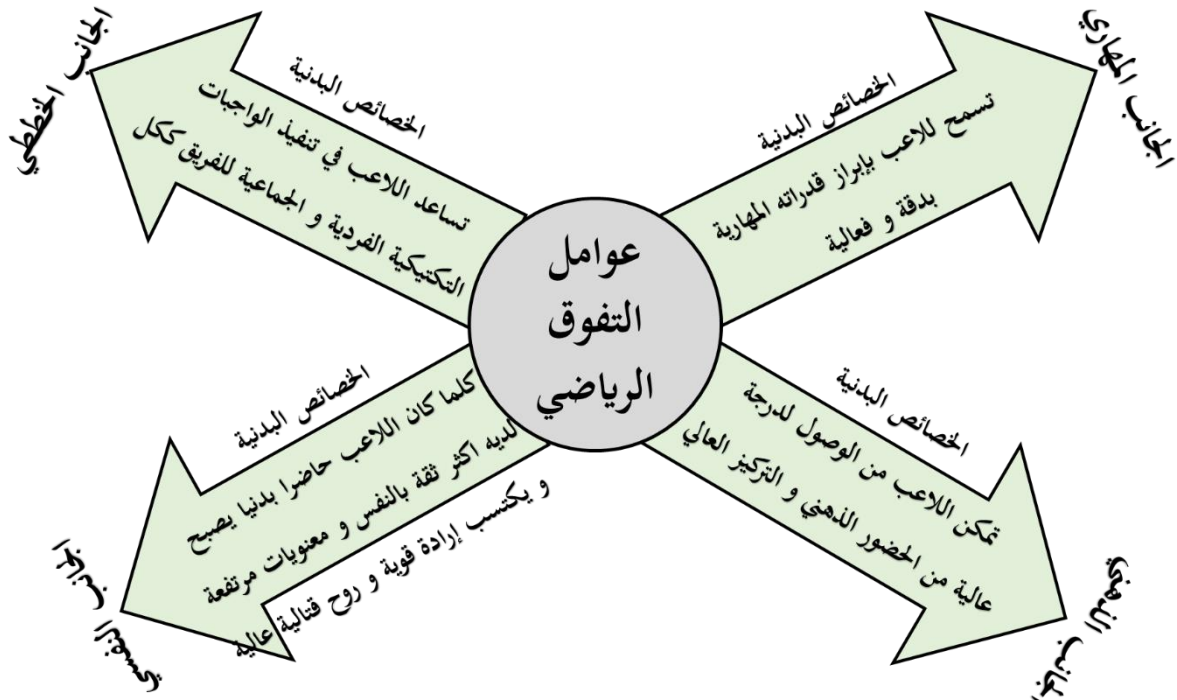 عوامل
التفوق
الرياضي
الجانب المهاري
الخصائص البدنية
تسمح للاعب بإبراز قدراته المهارية
بدقة و فعالية
الجانب الخططي
الخصائص البدنية
تساعد اللاعب في تنفيذ الواجبات
التكتيكية الفردية و الجماعية للفريق ككل
الجانب الذهني
الخصائص البدنية
تمكن اللاعب من الوصول لدرجة
عالية من الحضور الذهني و التركيز العالي
الجانب النفسي
الخصائص البدنية
كلما كان اللاعب حاضرا بدنيا يصبح
لديه اكثر ثقة بالنفس و معنويات مرتفعة
و يكتسب إرادة قوية و روح قتالية عالية